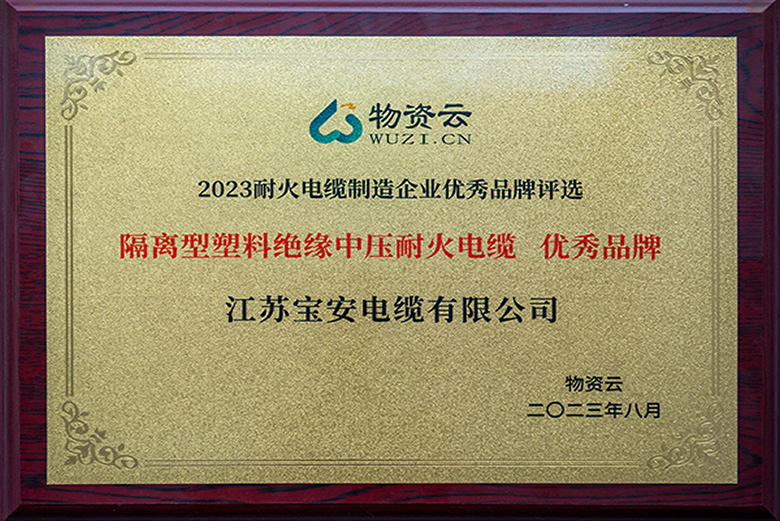 物资云
WUZI.CN
2023耐火电缆制造企业优秀品牌评选
隔离型塑料绝缘中压耐火电缆 优秀品牌
江苏宝安电缆有限公司
物资云
二〇二三年八月